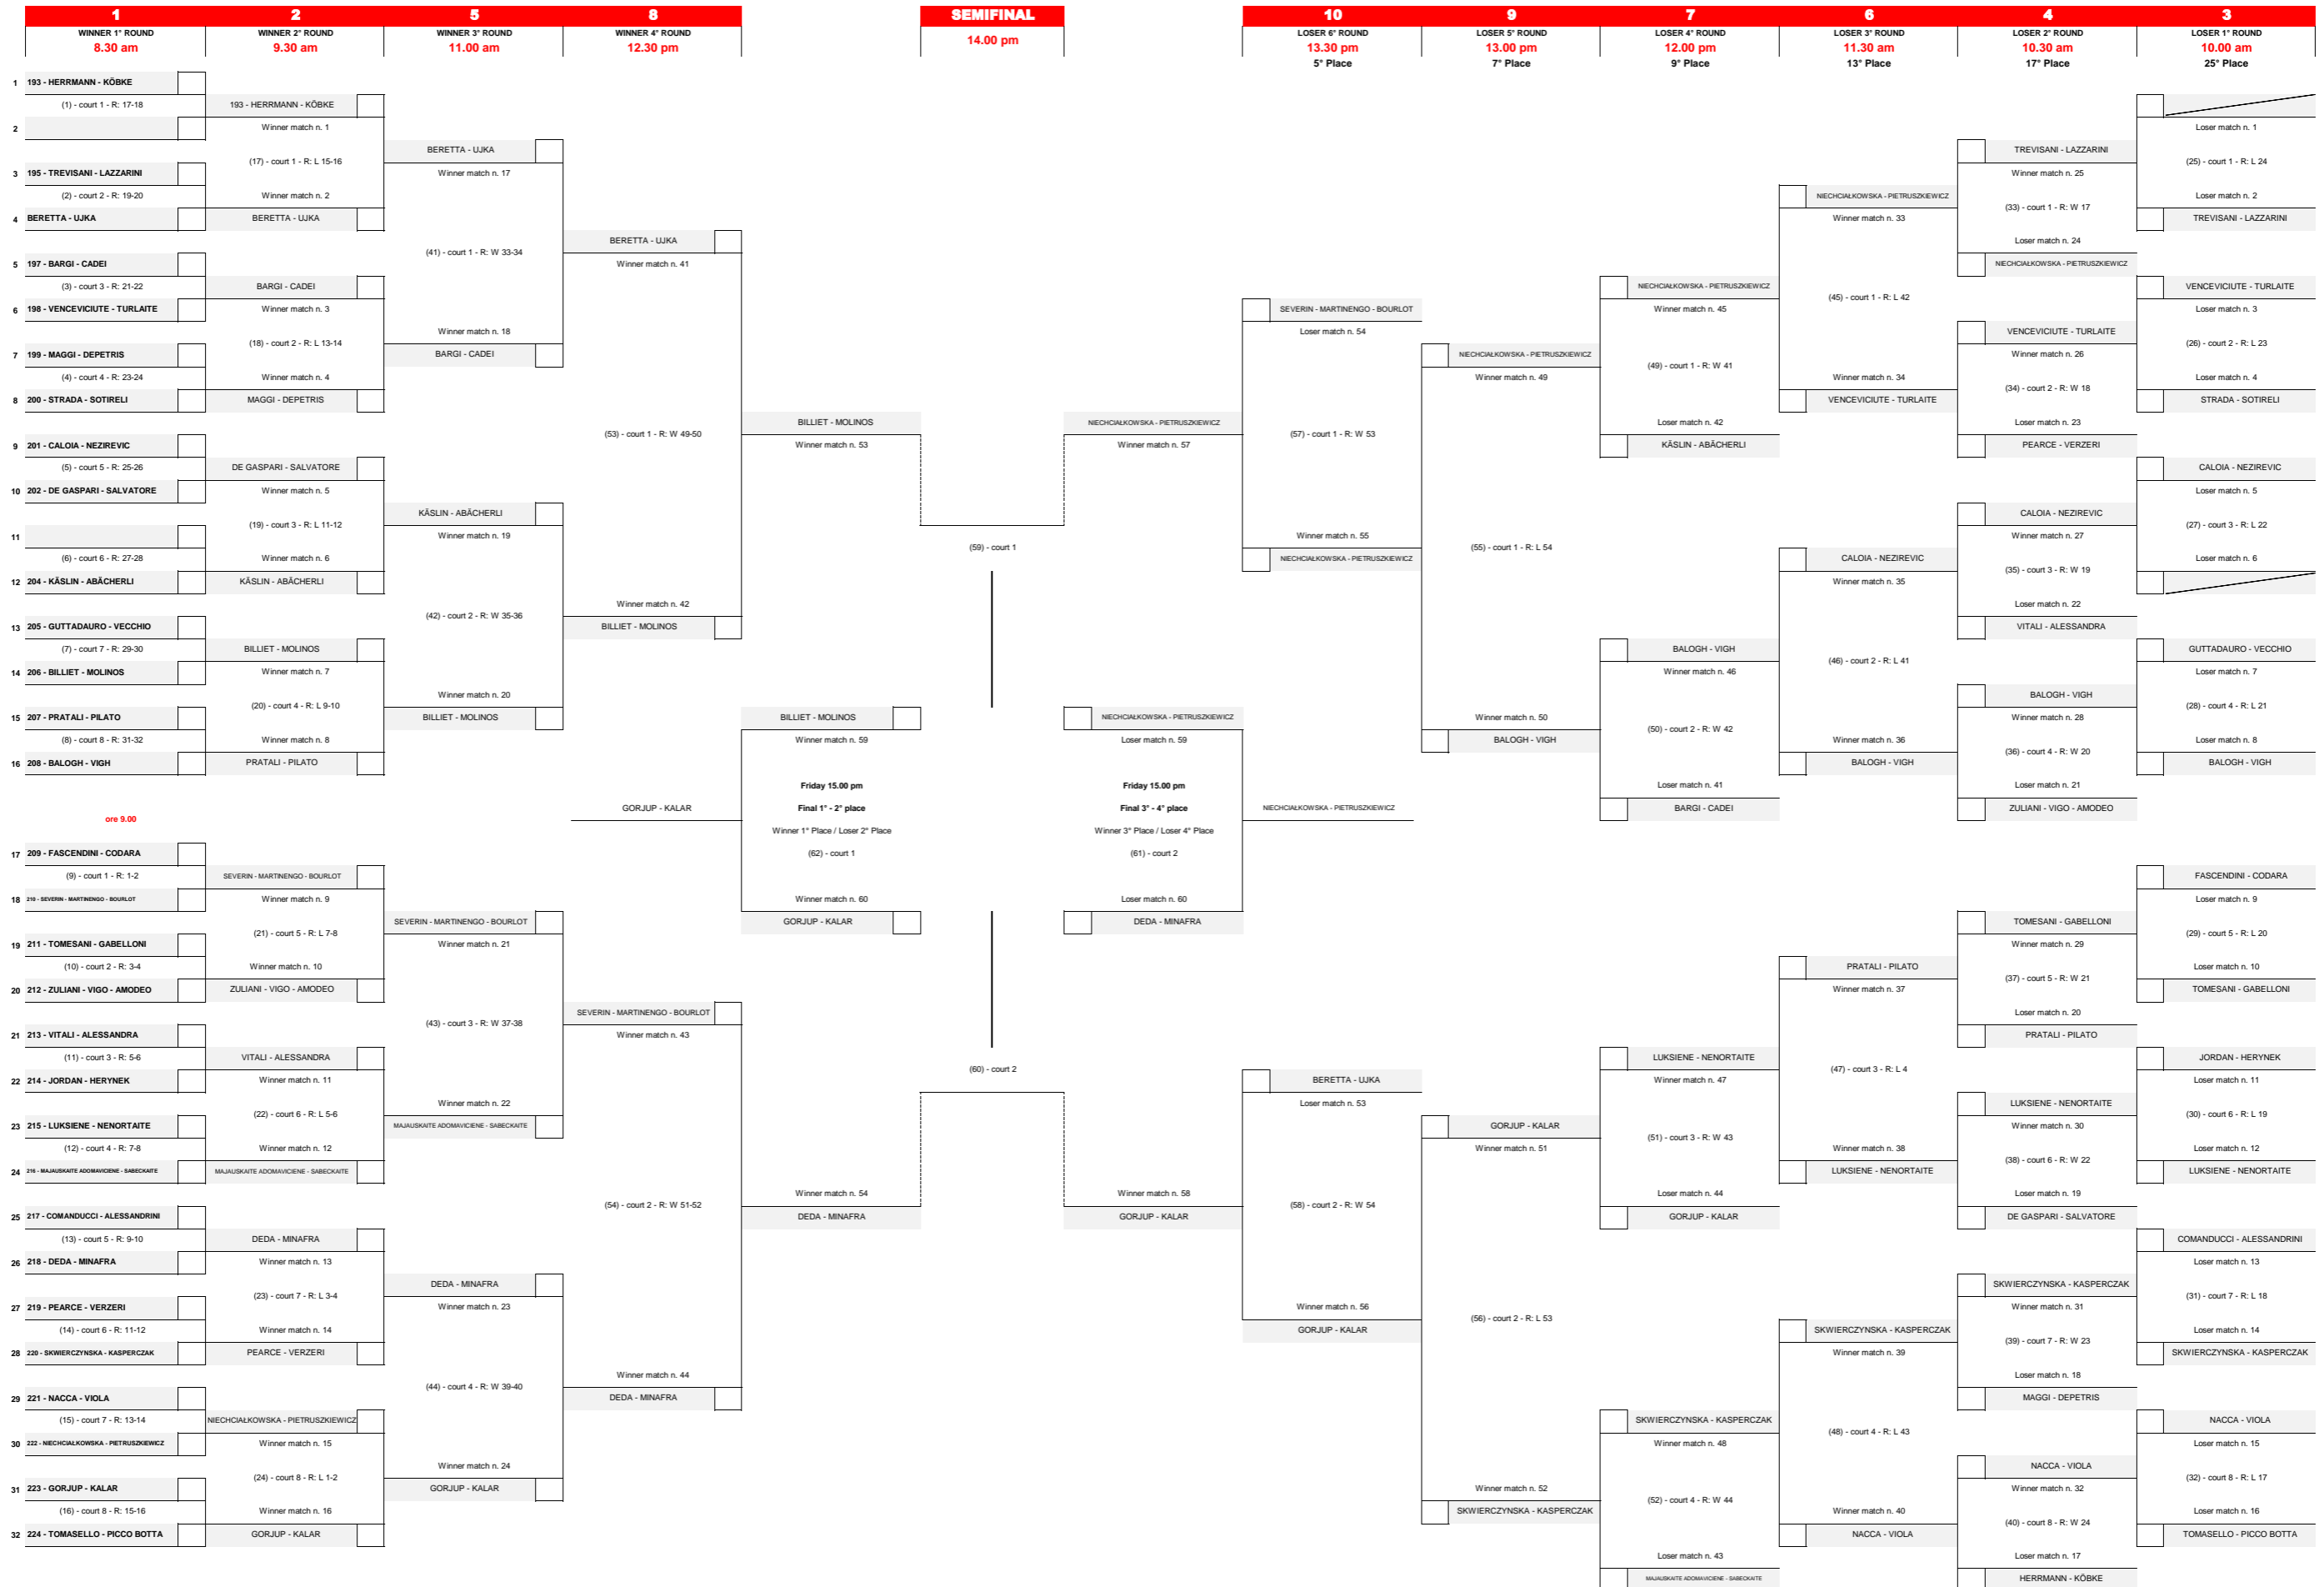 1 2 5 8 SEMIFINAL 10 9 7 6 4 3
WINNER 1° ROUND WINNER 2° ROUND WINNER 3° ROUND WINNER 4° ROUND LOSER 6° ROUND LOSER 5° ROUND LOSER 4° ROUND LOSER 3° ROUND LOSER 2° ROUND LOSER 1° ROUND
8.30 am 9.30 am 11.00 am 12.30 pm 14.00 pm 13.30 pm 13.00 pm 12.00 pm 11.30 am 10.30 am 10.00 am
5° Place 7° Place 9° Place 13° Place 17° Place 25° Place
1 193 - HERRMANN - KÖBKE
(1) - court 1 - R: 17-18
2
3 195 - TREVISANI - LAZZARINI
(2) - court 2 - R: 19-20
4 BERETTA - UJKA
5 197 - BARGI - CADEI
(3) - court 3 - R: 21-22
6 198 - VENCEVICIUTE - TURLAITE
7 199 - MAGGI - DEPETRIS
(4) - court 4 - R: 23-24
8 200 - STRADA - SOTIRELI
9 201 - CALOIA - NEZIREVIC
(5) - court 5 - R: 25-26
10 202 - DE GASPARI - SALVATORE
11
(6) - court 6 - R: 27-28
12 204 - KÄSLIN - ABÄCHERLI
13 205 - GUTTADAURO - VECCHIO
(7) - court 7 - R: 29-30
14 206 - BILLIET - MOLINOS
15 207 - PRATALI - PILATO
(8) - court 8 - R: 31-32
16 208 - BALOGH - VIGH
ore 9.00
17 209 - FASCENDINI - CODARA
(9) - court 1 - R: 1-2
18 210 - SEVERIN - MARTINENGO - BOURLOT
19 211 - TOMESANI - GABELLONI
(10) - court 2 - R: 3-4
20 212 - ZULIANI - VIGO - AMODEO
21 213 - VITALI - ALESSANDRA
(11) - court 3 - R: 5-6
22 214 - JORDAN - HERYNEK
23 215 - LUKSIENE - NENORTAITE
(12) - court 4 - R: 7-8
24 216 - MAJAUSKAITE ADOMAVICIENE - SABECKAITE
25 217 - COMANDUCCI - ALESSANDRINI
(13) - court 5 - R: 9-10
26 218 - DEDA - MINAFRA
27 219 - PEARCE - VERZERI
(14) - court 6 - R: 11-12
28 220 - SKWIERCZYNSKA - KASPERCZAK
29 221 - NACCA - VIOLA
(15) - court 7 - R: 13-14
30 222 - NIECHCIAŁKOWSKA - PIETRUSZKIEWICZ
31 223 - GORJUP - KALAR
(16) - court 8 - R: 15-16
32 224 - TOMASELLO - PICCO BOTTA
193 - HERRMANN - KÖBKE
Winner match n. 1
(17) - court 1 - R: L 15-16
Winner match n. 2
BERETTA - UJKA
BARGI - CADEI
Winner match n. 3
(18) - court 2 - R: L 13-14
Winner match n. 4
MAGGI - DEPETRIS
DE GASPARI - SALVATORE
Winner match n. 5
(19) - court 3 - R: L 11-12
Winner match n. 6
KÄSLIN - ABÄCHERLI
BILLIET - MOLINOS
Winner match n. 7
(20) - court 4 - R: L 9-10
Winner match n. 8
PRATALI - PILATO
SEVERIN - MARTINENGO - BOURLOT
Winner match n. 9
(21) - court 5 - R: L 7-8
Winner match n. 10
ZULIANI - VIGO - AMODEO
VITALI - ALESSANDRA
Winner match n. 11
(22) - court 6 - R: L 5-6
Winner match n. 12
MAJAUSKAITE ADOMAVICIENE - SABECKAITE
DEDA - MINAFRA
Winner match n. 13
(23) - court 7 - R: L 3-4
Winner match n. 14
PEARCE - VERZERI
NIECHCIAŁKOWSKA - PIETRUSZKIEWICZ
Winner match n. 15
(24) - court 8 - R: L 1-2
Winner match n. 16
GORJUP - KALAR
BERETTA - UJKA
Winner match n. 17
(41) - court 1 - R: W 33-34
Winner match n. 18
BARGI - CADEI
KÄSLIN - ABÄCHERLI
Winner match n. 19
(42) - court 2 - R: W 35-36
Winner match n. 20
BILLIET - MOLINOS
SEVERIN - MARTINENGO - BOURLOT
Winner match n. 21
(43) - court 3 - R: W 37-38
Winner match n. 22
MAJAUSKAITE ADOMAVICIENE - SABECKAITE
DEDA - MINAFRA
Winner match n. 23
(44) - court 4 - R: W 39-40
Winner match n. 24
GORJUP - KALAR
BERETTA - UJKA
Winner match n. 41
(53) - court 1 - R: W 49-50
Winner match n. 42
BILLIET - MOLINOS
GORJUP - KALAR
SEVERIN - MARTINENGO - BOURLOT
Winner match n. 43
(54) - court 2 - R: W 51-52
Winner match n. 44
DEDA - MINAFRA
BILLIET - MOLINOS
Winner match n. 53
BILLIET - MOLINOS
Winner match n. 59
Friday 15.00 pm
Final 1° - 2° place
Winner 1° Place / Loser 2° Place
(62) - court 1
Winner match n. 60
GORJUP - KALAR
Winner match n. 54
DEDA - MINAFRA
(59) - court 1
(60) - court 2
NIECHCIAŁKOWSKA - PIETRUSZKIEWICZ
Winner match n. 57
NIECHCIAŁKOWSKA - PIETRUSZKIEWICZ
Loser match n. 59
Friday 15.00 pm
Final 3° - 4° place
Winner 3° Place / Loser 4° Place
(61) - court 2
Loser match n. 60
DEDA - MINAFRA
Winner match n. 58
GORJUP - KALAR
SEVERIN - MARTINENGO - BOURLOT
Loser match n. 54
(57) - court 1 - R: W 53
Winner match n. 55
NIECHCIAŁKOWSKA - PIETRUSZKIEWICZ
NIECHCIAŁKOWSKA - PIETRUSZKIEWICZ
BERETTA - UJKA
Loser match n. 53
(58) - court 2 - R: W 54
Winner match n. 56
GORJUP - KALAR
NIECHCIAŁKOWSKA - PIETRUSZKIEWICZ
Winner match n. 49
(55) - court 1 - R: L 54
Winner match n. 50
BALOGH - VIGH
GORJUP - KALAR
Winner match n. 51
(56) - court 2 - R: L 53
Winner match n. 52
SKWIERCZYNSKA - KASPERCZAK
NIECHCIAŁKOWSKA - PIETRUSZKIEWICZ
Winner match n. 45
(49) - court 1 - R: W 41
Loser match n. 42
KÄSLIN - ABÄCHERLI
BALOGH - VIGH
Winner match n. 46
(50) - court 2 - R: W 42
Loser match n. 41
BARGI - CADEI
LUKSIENE - NENORTAITE
Winner match n. 47
(51) - court 3 - R: W 43
Loser match n. 44
GORJUP - KALAR
SKWIERCZYNSKA - KASPERCZAK
Winner match n. 48
(52) - court 4 - R: W 44
Loser match n. 43
MAJAUSKAITE ADOMAVICIENE - SABECKAITE
NIECHCIAŁKOWSKA - PIETRUSZKIEWICZ
Winner match n. 33
(45) - court 1 - R: L 42
Winner match n. 34
VENCEVICIUTE - TURLAITE
CALOIA - NEZIREVIC
Winner match n. 35
(46) - court 2 - R: L 41
Winner match n. 36
BALOGH - VIGH
PRATALI - PILATO
Winner match n. 37
(47) - court 3 - R: L 4
Winner match n. 38
LUKSIENE - NENORTAITE
SKWIERCZYNSKA - KASPERCZAK
Winner match n. 39
(48) - court 4 - R: L 43
Winner match n. 40
NACCA - VIOLA
TREVISANI - LAZZARINI
Winner match n. 25
(33) - court 1 - R: W 17
Loser match n. 24
NIECHCIAŁKOWSKA - PIETRUSZKIEWICZ
VENCEVICIUTE - TURLAITE
Winner match n. 26
(34) - court 2 - R: W 18
Loser match n. 23
PEARCE - VERZERI
CALOIA - NEZIREVIC
Winner match n. 27
(35) - court 3 - R: W 19
Loser match n. 22
VITALI - ALESSANDRA
BALOGH - VIGH
Winner match n. 28
(36) - court 4 - R: W 20
Loser match n. 21
ZULIANI - VIGO - AMODEO
TOMESANI - GABELLONI
Winner match n. 29
(37) - court 5 - R: W 21
Loser match n. 20
PRATALI - PILATO
LUKSIENE - NENORTAITE
Winner match n. 30
(38) - court 6 - R: W 22
Loser match n. 19
DE GASPARI - SALVATORE
SKWIERCZYNSKA - KASPERCZAK
Winner match n. 31
(39) - court 7 - R: W 23
Loser match n. 18
MAGGI - DEPETRIS
NACCA - VIOLA
Winner match n. 32
(40) - court 8 - R: W 24
Loser match n. 17
HERRMANN - KÖBKE
Loser match n. 1
(25) - court 1 - R: L 24
Loser match n. 2
TREVISANI - LAZZARINI
VENCEVICIUTE - TURLAITE
Loser match n. 3
(26) - court 2 - R: L 23
Loser match n. 4
STRADA - SOTIRELI
CALOIA - NEZIREVIC
Loser match n. 5
(27) - court 3 - R: L 22
Loser match n. 6
GUTTADAURO - VECCHIO
Loser match n. 7
(28) - court 4 - R: L 21
Loser match n. 8
BALOGH - VIGH
FASCENDINI - CODARA
Loser match n. 9
(29) - court 5 - R: L 20
Loser match n. 10
TOMESANI - GABELLONI
JORDAN - HERYNEK
Loser match n. 11
(30) - court 6 - R: L 19
Loser match n. 12
LUKSIENE - NENORTAITE
COMANDUCCI - ALESSANDRINI
Loser match n. 13
(31) - court 7 - R: L 18
Loser match n. 14
SKWIERCZYNSKA - KASPERCZAK
NACCA - VIOLA
Loser match n. 15
(32) - court 8 - R: L 17
Loser match n. 16
TOMASELLO - PICCO BOTTA